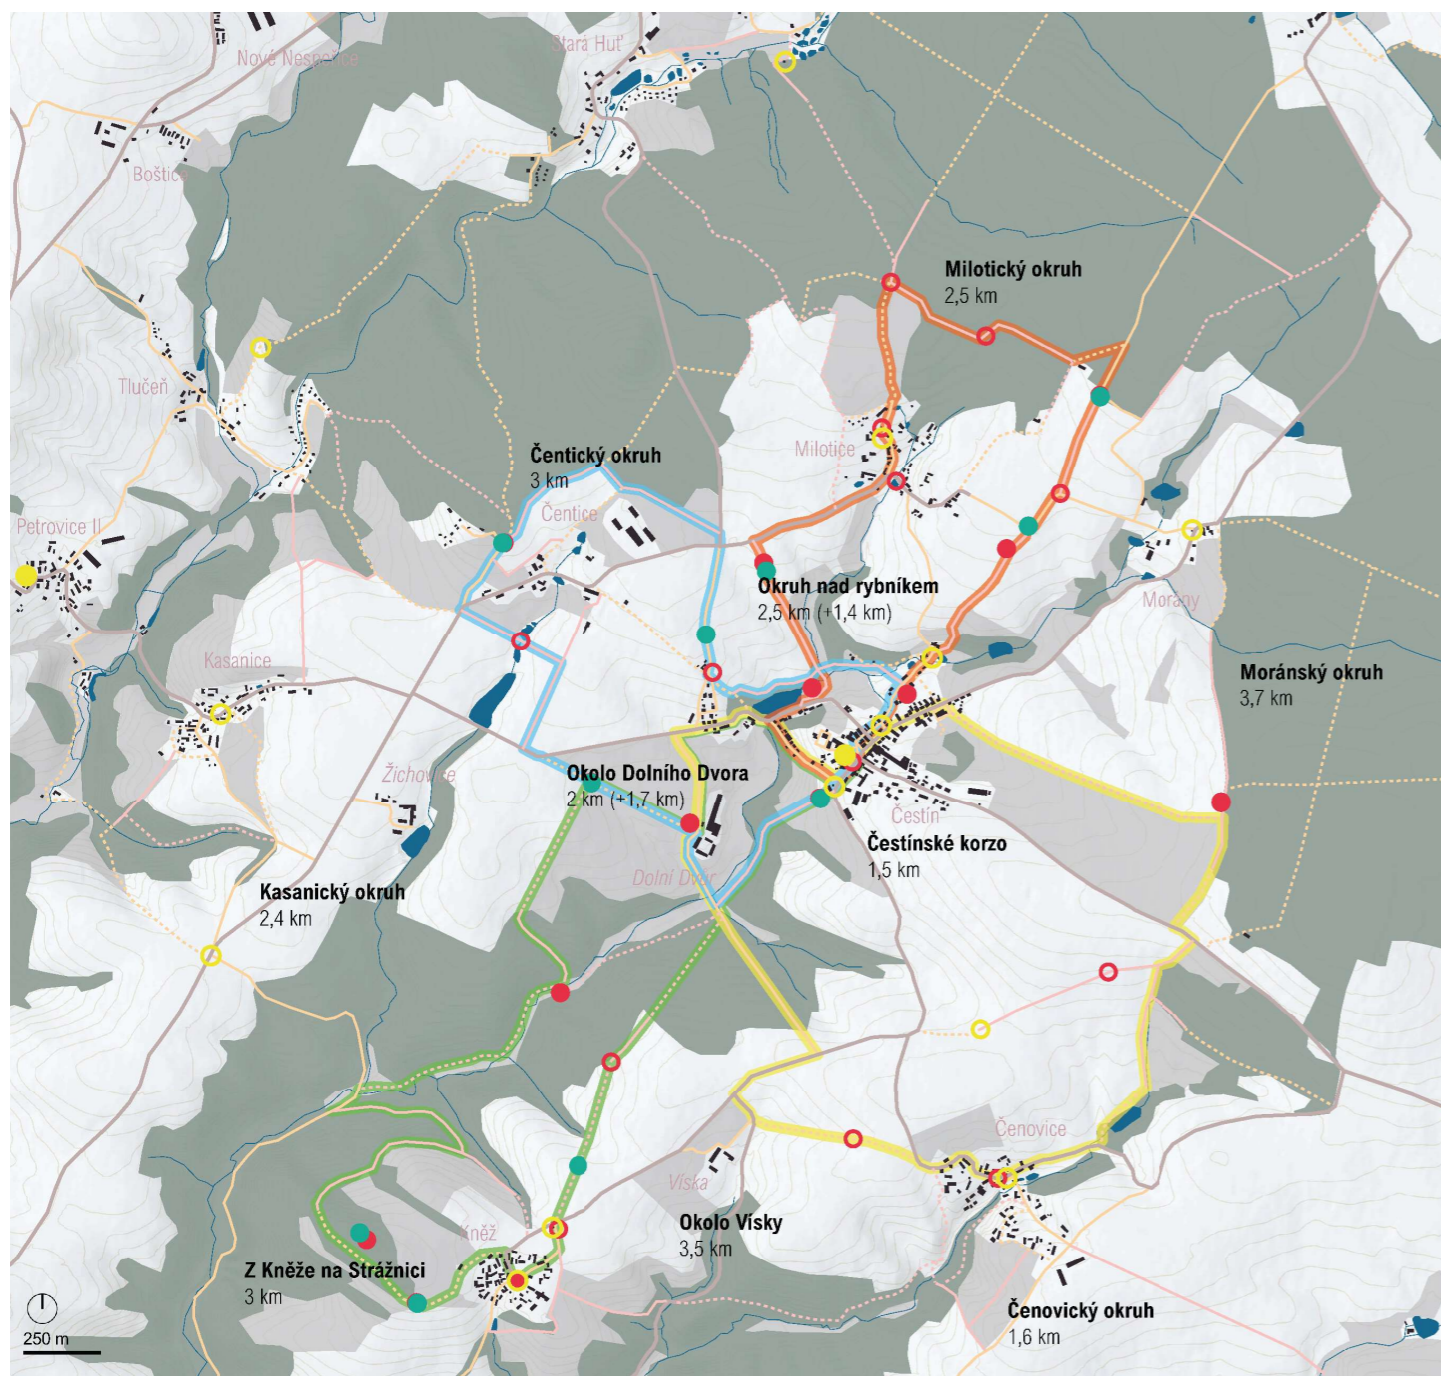 Stará Huť
Nové Nespeřice
Boštice
Milotický okruh
2,5 km
Tlučeň
Milotice
Čentický okruh
3 km
Čentice
Petrovice II
Okruh nad rybníkem
2,5 km (+1,4 km)
Morány
Kasanice
Moránský okruh
3,7 km
Žichovice
Okolo Dolního Dvora
2 km (+1,7 km)
Čestín
Čestínské korzo
1,5 km
Dolní Dvůr
Kasanický okruh
2,4 km
Čenovice
Víska
Okolo Vísky
3,5 km
Kněž
Z Kněže na Strážnici
3 km
Čenovický okruh
1,6 km
250 m